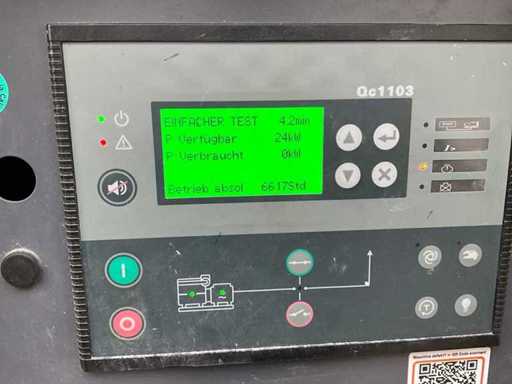 Qc1103
EINFACHER TEST 4.2min
P Verfügbar 24kW
P Verbraucht 0kW
Betrieb absol 6617Std